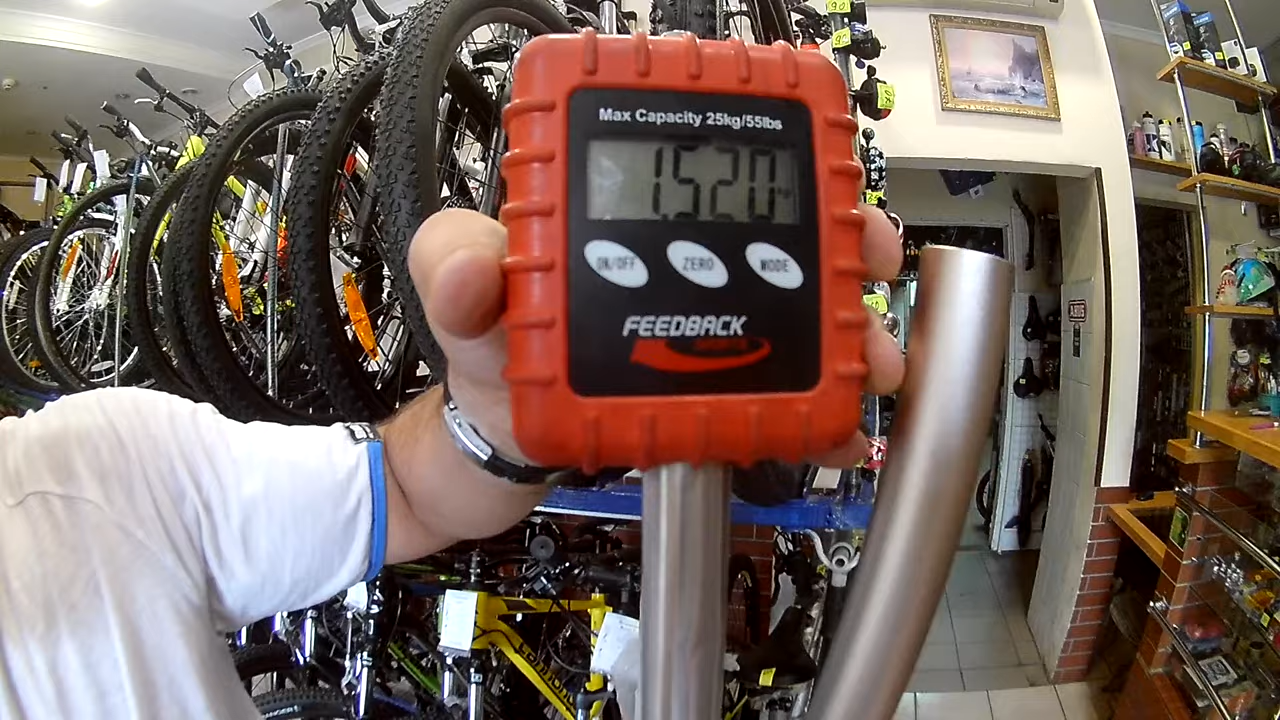 Max Capacity 25kg/55lbs
1.520
ON/OFF
ZERO
MODE
FEEDBACK